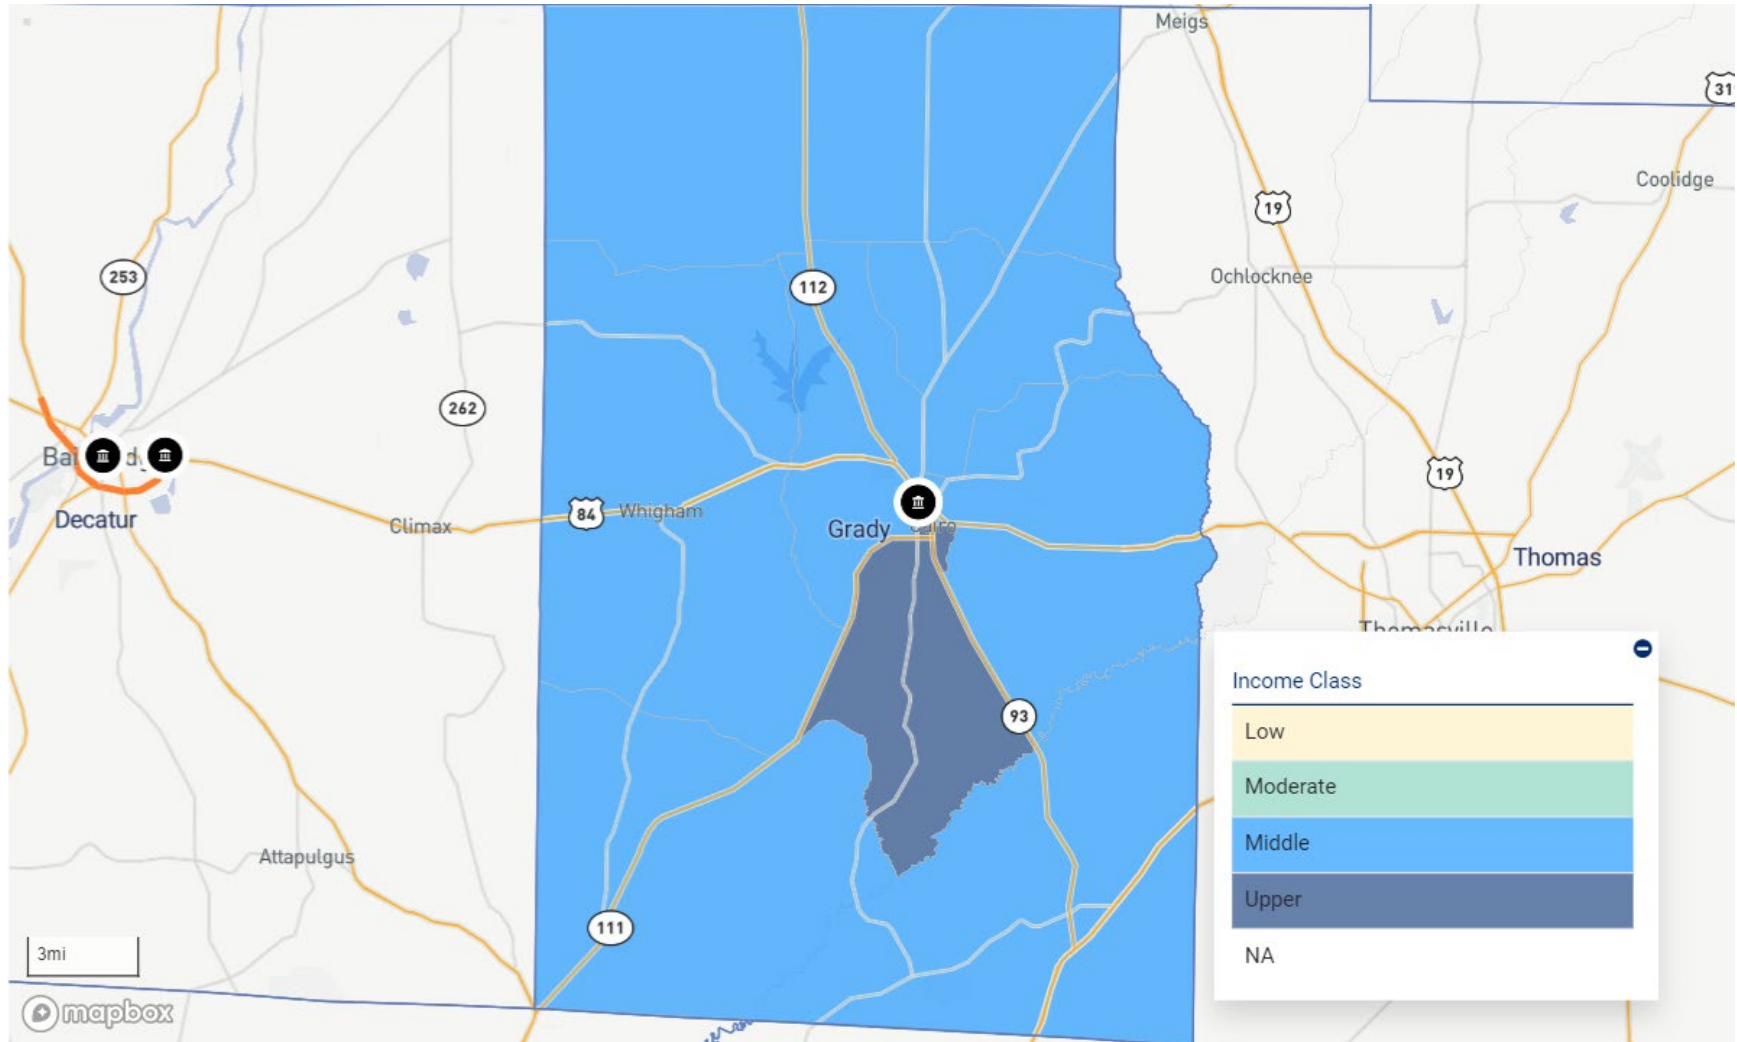 Meigs
31
Coolidge
19
253
Ochlocknee
112
262
19
84
Whigham
Climax
Decatur
Grady
Thomas
Thomasville
Income Class
Low
93
Moderate
Middle
Attapulgus
Upper
111
3mi
NA
mapbox